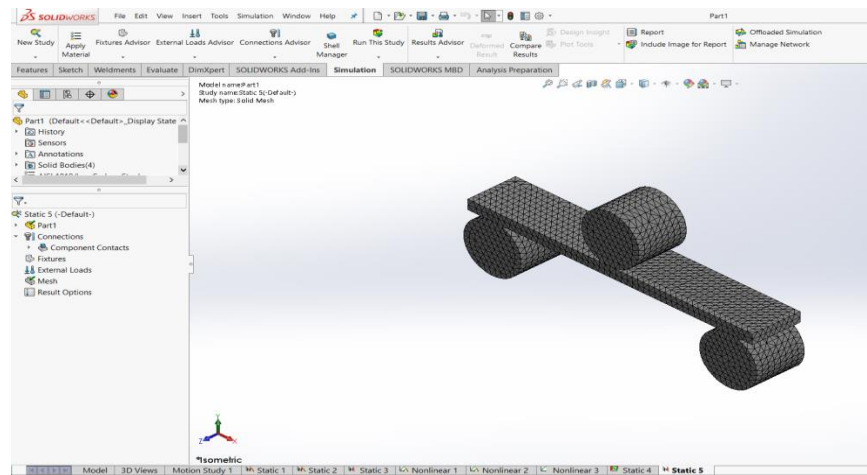 SOLIDWORKS File Edit View Insert Tools Simulation Window Help Part1
New Study Apply Material Fixtures Advisor External Loads Advisor Connections Advisor Shell Manager Run This Study Results Advisor Deformed Result Compare Results Design Insight Plot Tools Report Include Image for Report Offloaded Simulation Manage Network
Features Sketch Weldments Evaluate DimXpert SOLIDWORKS Add-Ins Simulation SOLIDWORKS MBD Analysis Preparation
Model name:Part1
Study name:Static 5(-Default-)
Mesh type: Solid Mesh
Part1 (Default<<Default>_Display State
History
Sensors
Annotations
Solid Bodies(4)
Static 5 (-Default-)
Part1
Connections
Component Contacts
Fixtures
External Loads
Mesh
Result Options
Y
Z
X
*Isometric
Model 3D Views Motion Study 1 Static 1 Static 2 Static 3 Nonlinear 1 Nonlinear 2 Nonlinear 3 Static 4 Static 5